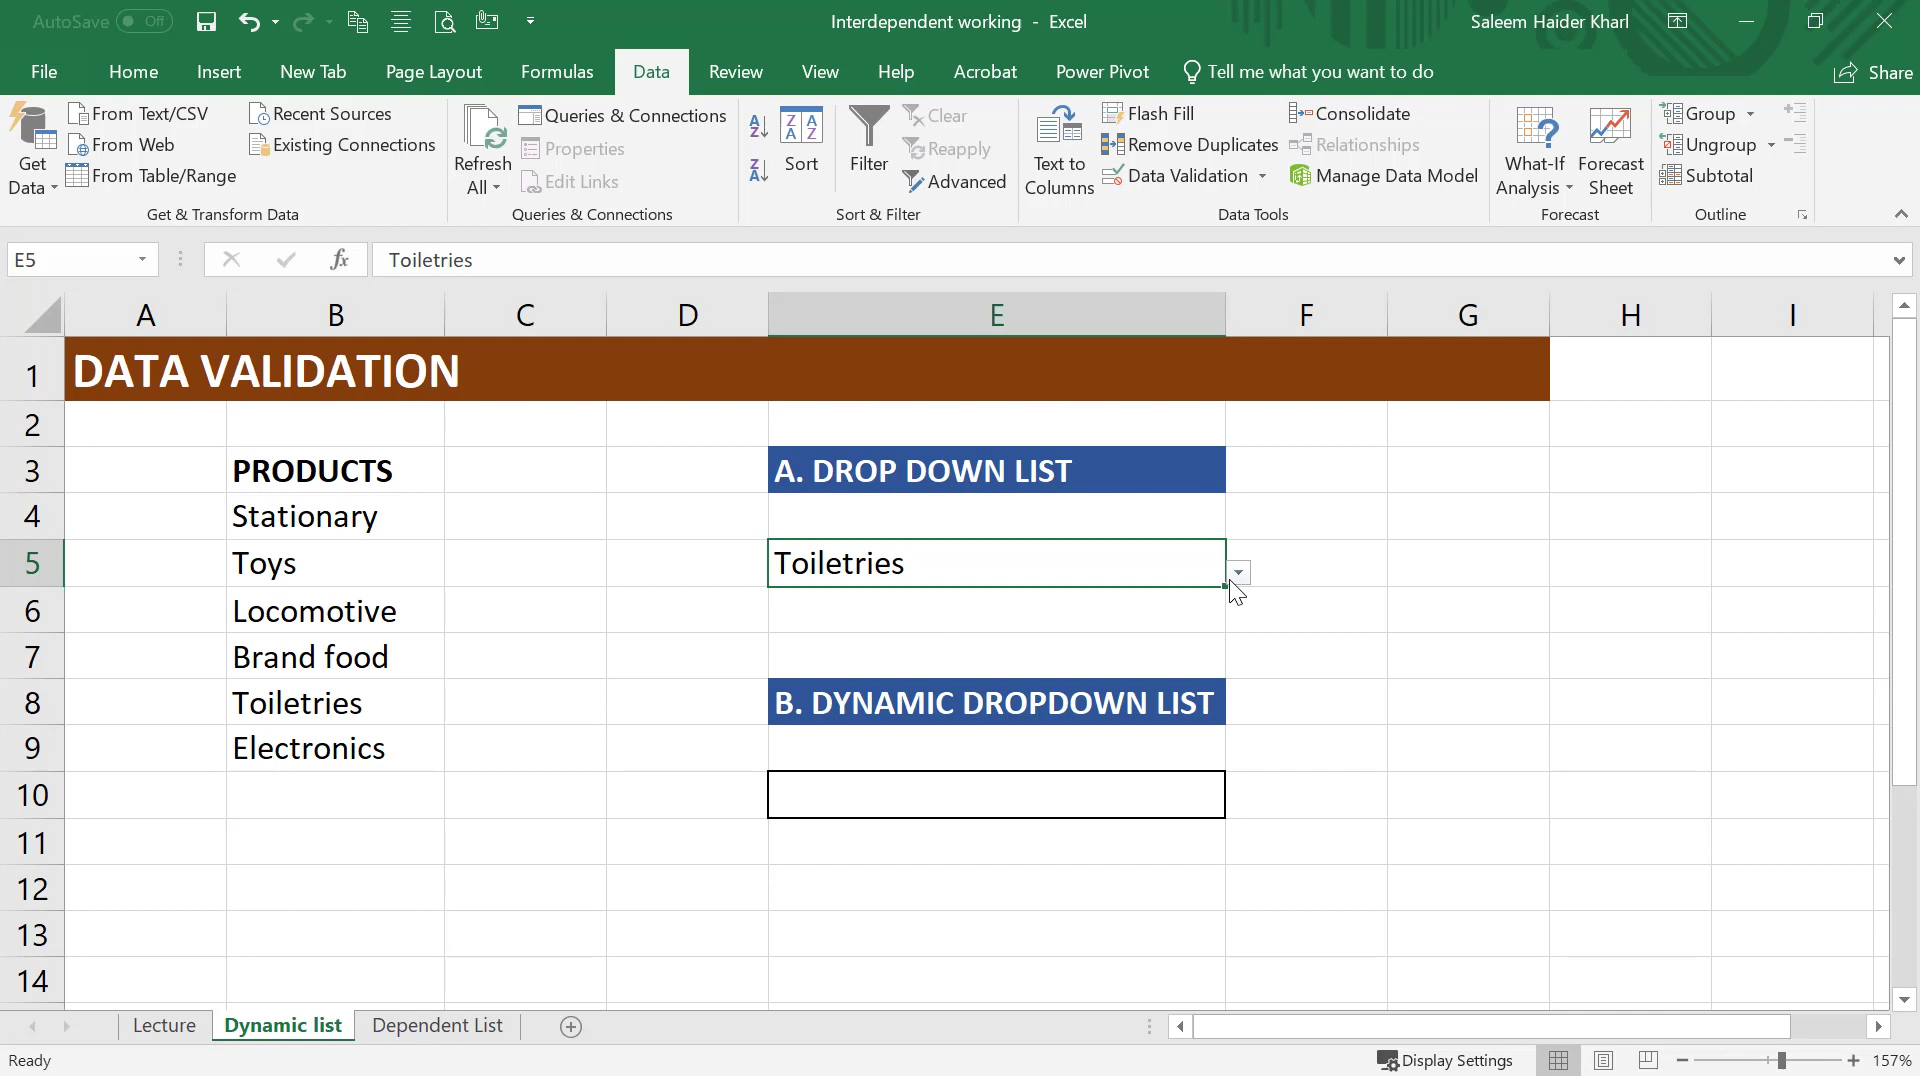 AutoSave Off
Interdependent working - Excel
Saleem Haider Kharl
File Home Insert New Tab Page Layout Formulas Data Review View Help Acrobat Power Pivot Tell me what you want to do Share
Get Data
From Text/CSV
From Web
From Table/Range
Recent Sources
Existing Connections
Get & Transform Data
Refresh All
Queries & Connections
Properties
Edit Links
Queries & Connections
Sort
Filter
Clear
Reapply
Advanced
Sort & Filter
Text to Columns
Flash Fill
Remove Duplicates
Data Validation
Consolidate
Relationships
Manage Data Model
Data Tools
What-If Analysis
Forecast Sheet
Forecast
Group
Ungroup
Subtotal
Outline
E5 fx Toiletries
A B C D E F G H I
1 DATA VALIDATION
2
3 PRODUCTS A. DROP DOWN LIST
4 Stationary
5 Toys Toiletries
6 Locomotive
7 Brand food
8 Toiletries B. DYNAMIC DROPDOWN LIST
9 Electronics
10
11
12
13
14
Lecture Dynamic list Dependent List
Ready Display Settings 157%